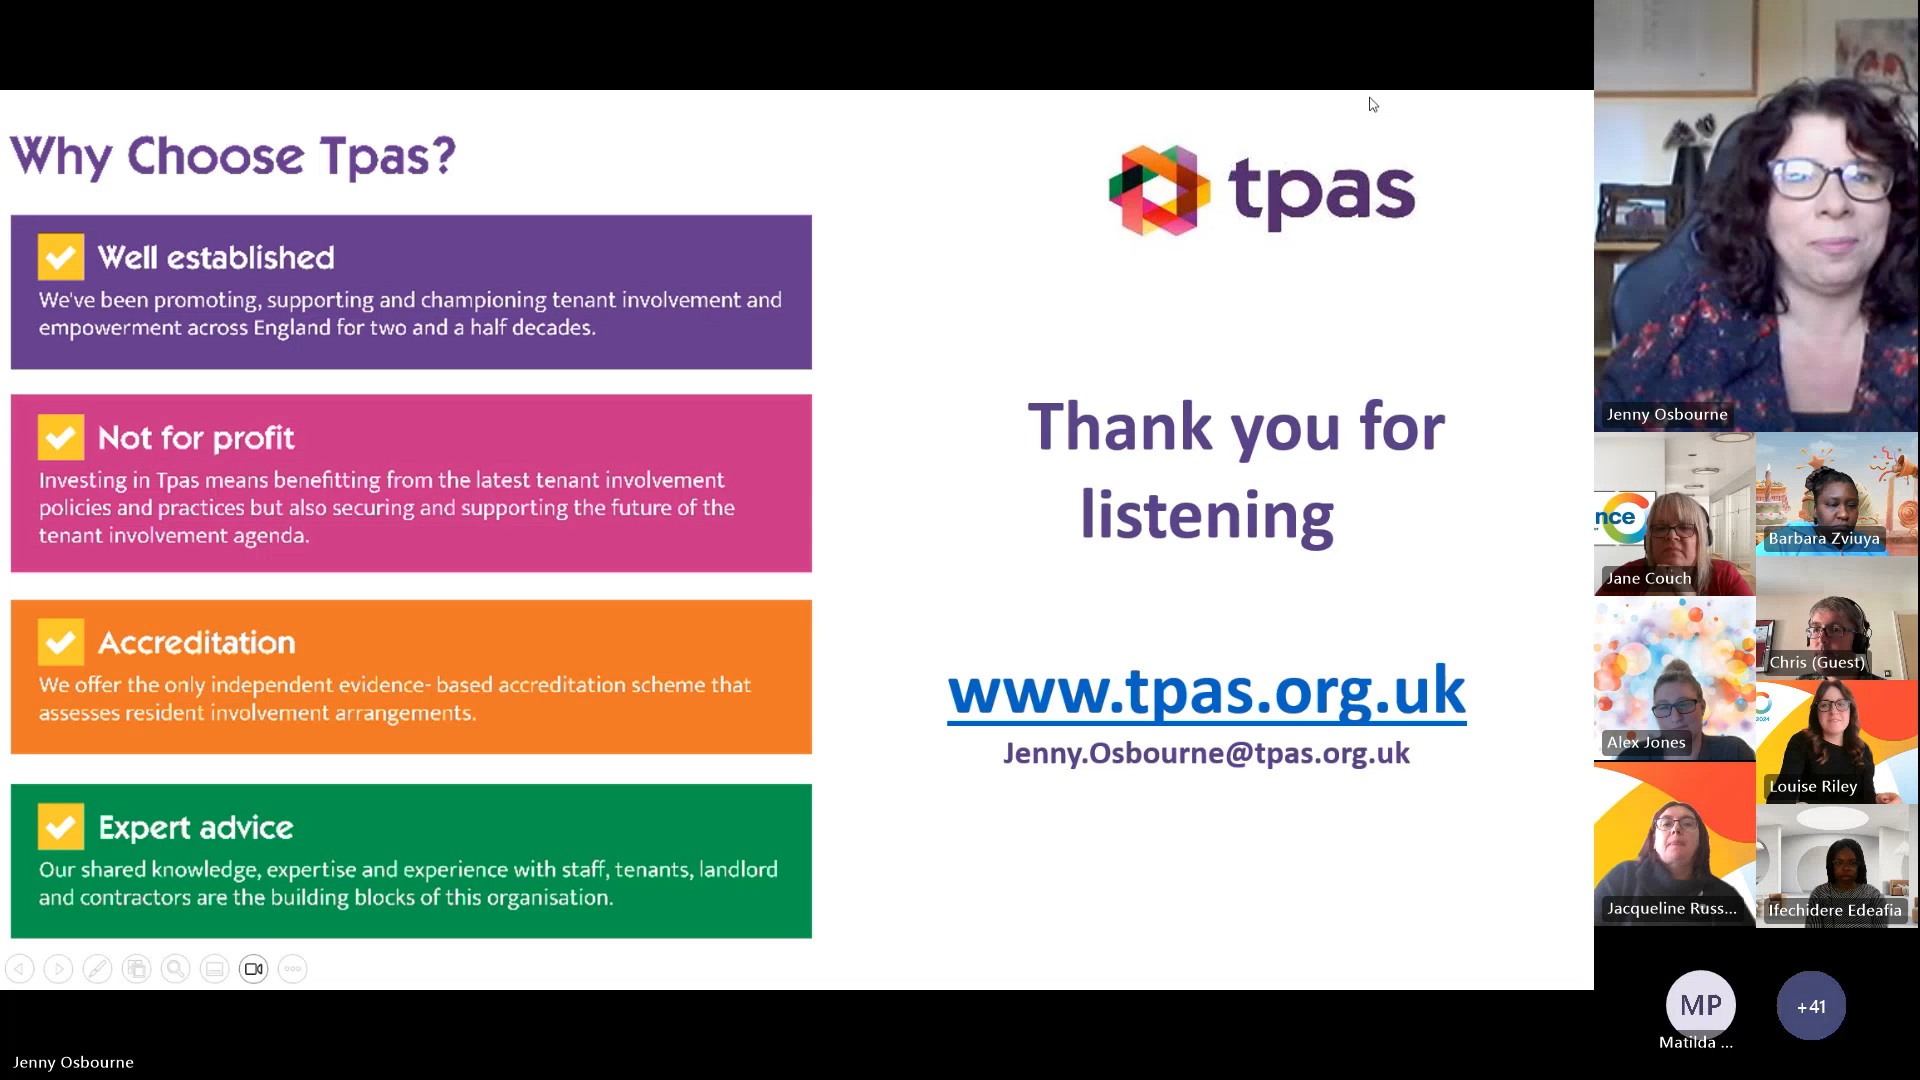 Why Choose Tpas?
Well established
We've been promoting, supporting and championing tenant involvement and
empowerment across England for two and a half decades.
Not for profit
Investing in Tpas means benefitting from the latest tenant involvement
policies and practices but also securing and supporting the future of the
tenant involvement agenda.
Accreditation
We offer the only independent evidence- based accreditation scheme that
assesses resident involvement arrangements.
Expert advice
Our shared knowledge, expertise and experience with staff, tenants, landlord
and contractors are the building blocks of this organisation.
tpas
Thank you for
listening
www.tpas.org.uk
Jenny.Osbourne@tpas.org.uk
Jenny Osbourne
nce
Jane Couch
Barbara Zviuya
Chris (Guest)
Alex Jones
2024
Louise Riley
Jacqueline Russ...
Ifechidere Edeafia
MP
Matilda ...
+41
Jenny Osbourne